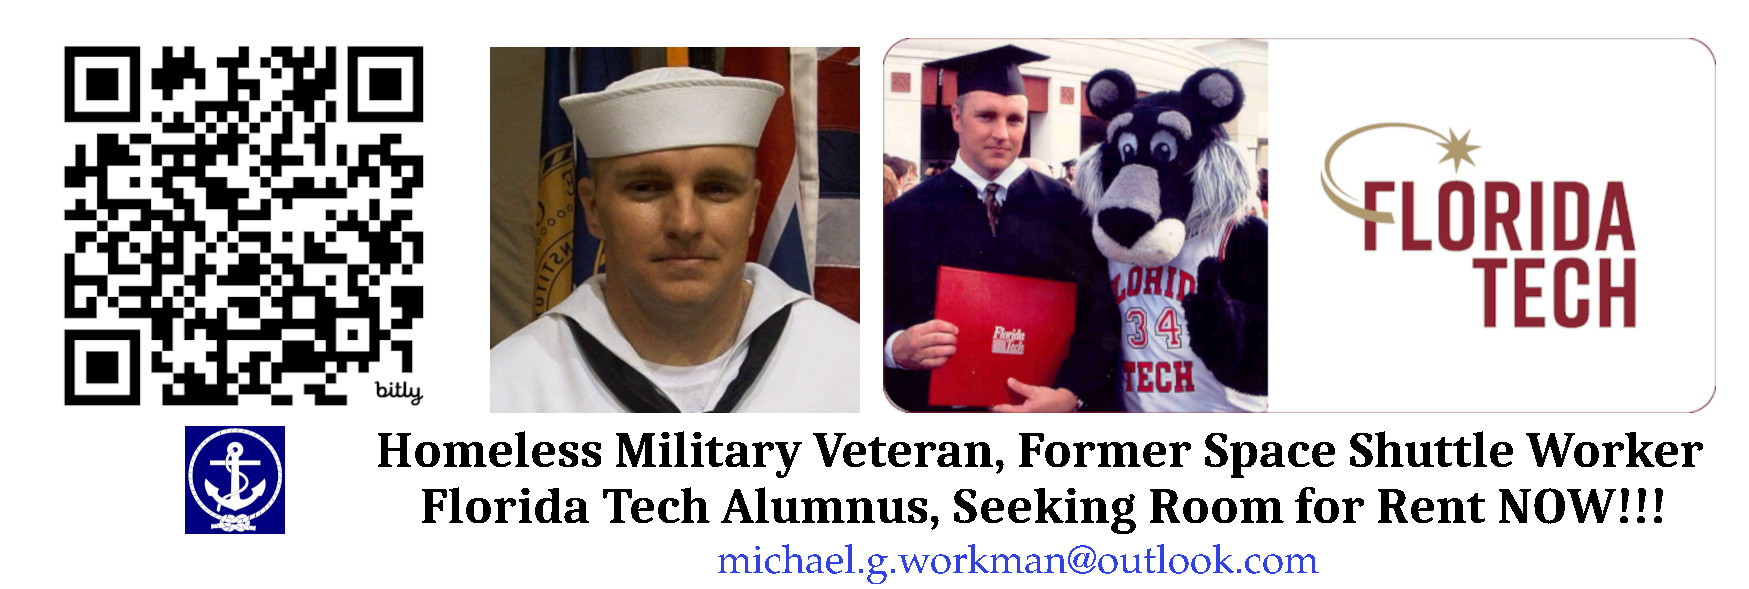 bitly
Florida
Tech
FLORIDA
34
TECH
FLORIDA
TECH
Homeless Military Veteran, Former Space Shuttle Worker
Florida Tech Alumnus, Seeking Room for Rent NOW!!!
michael.g.workman@outlook.com